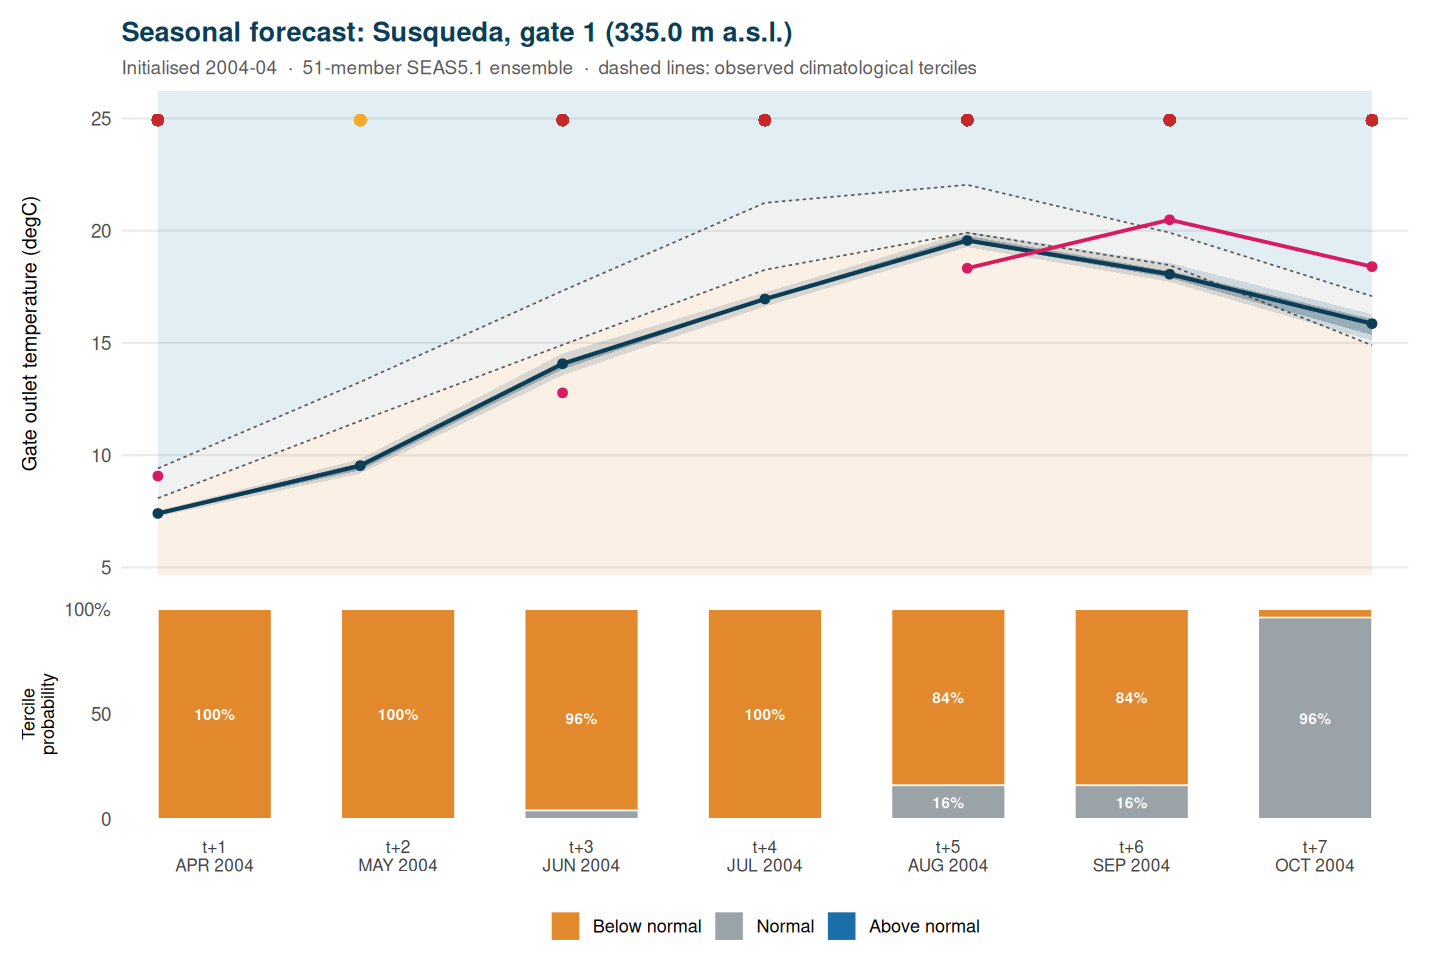 Seasonal forecast: Susqueda, gate 1 (335.0 m a.s.l.)
Initialised 2004-04 · 51-member SEAS5.1 ensemble · dashed lines: observed climatological terciles
Gate outlet temperature (degC)
25
20
15
10
5
Tercile
probability
100%
50
0
100%
100%
96%
100%
84%
16%
84%
16%
96%
t+1
APR 2004
t+2
MAY 2004
t+3
JUN 2004
t+4
JUL 2004
t+5
AUG 2004
t+6
SEP 2004
t+7
OCT 2004
Below normal
Normal
Above normal